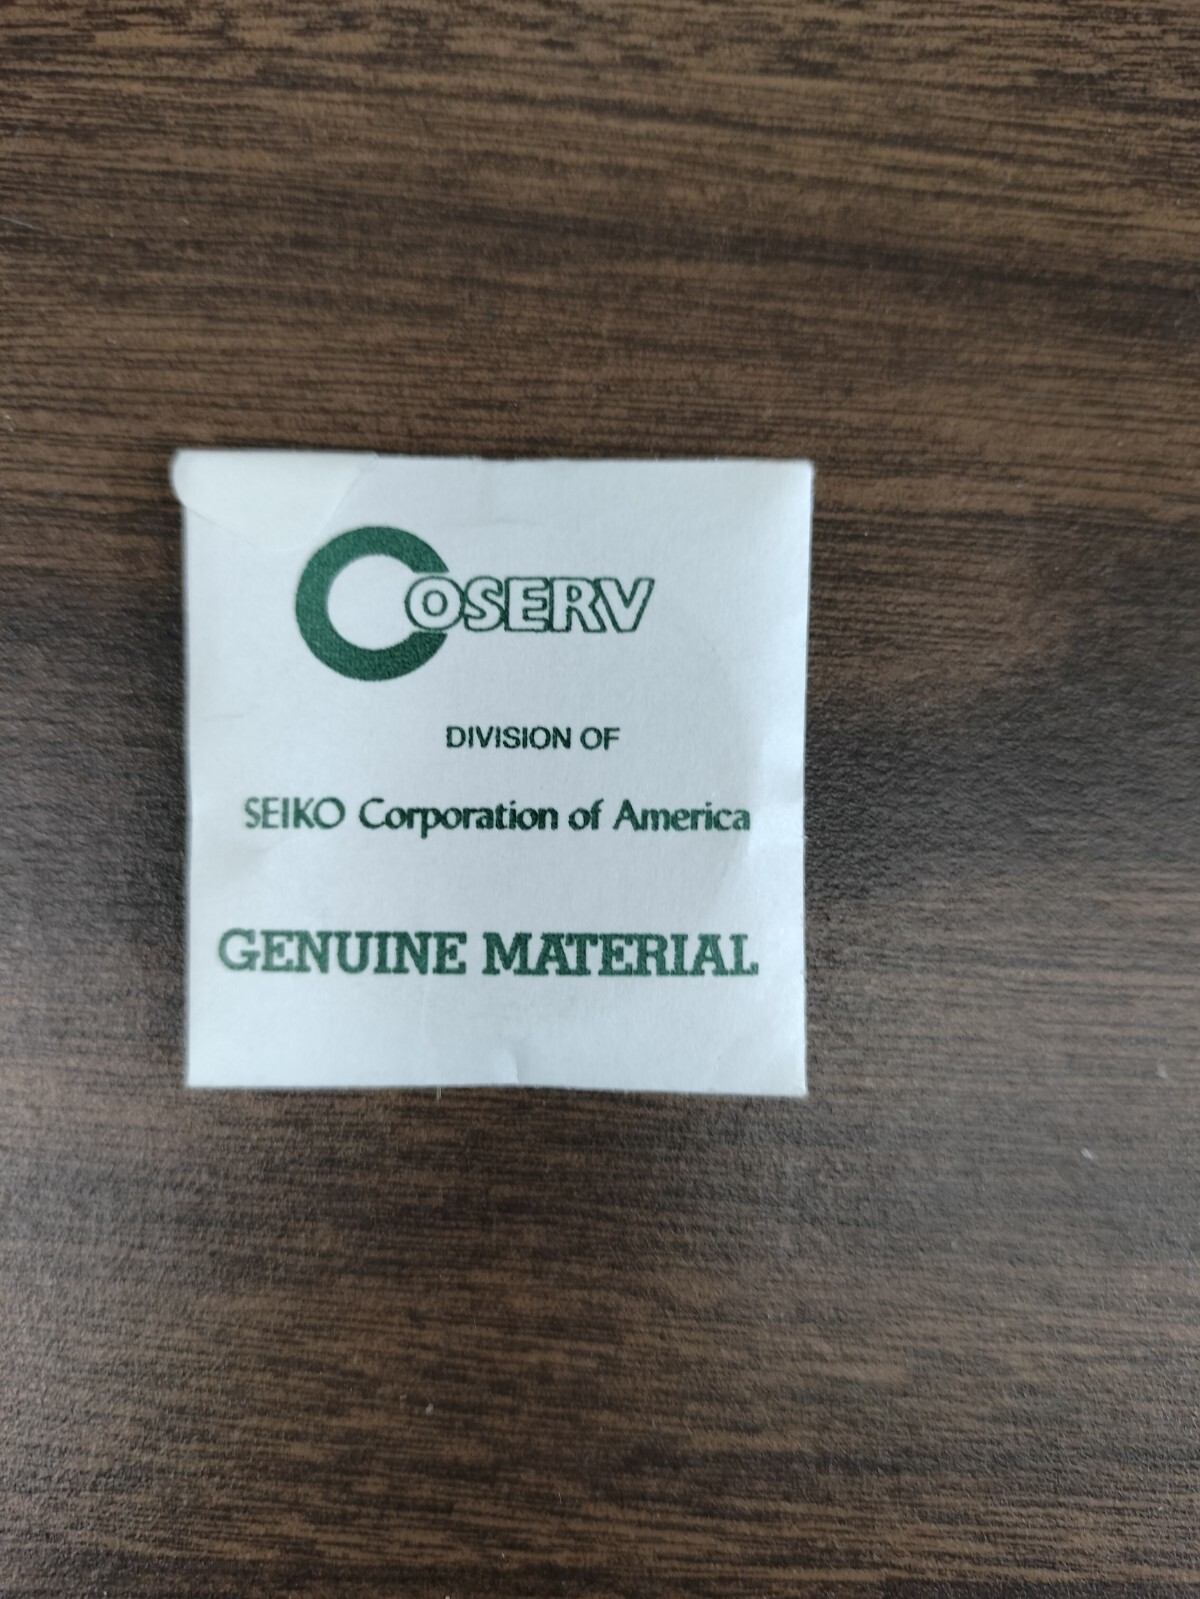 COSERV
DIVISION OF
SEIKO Corporation of America
GENUINE MATERIAL